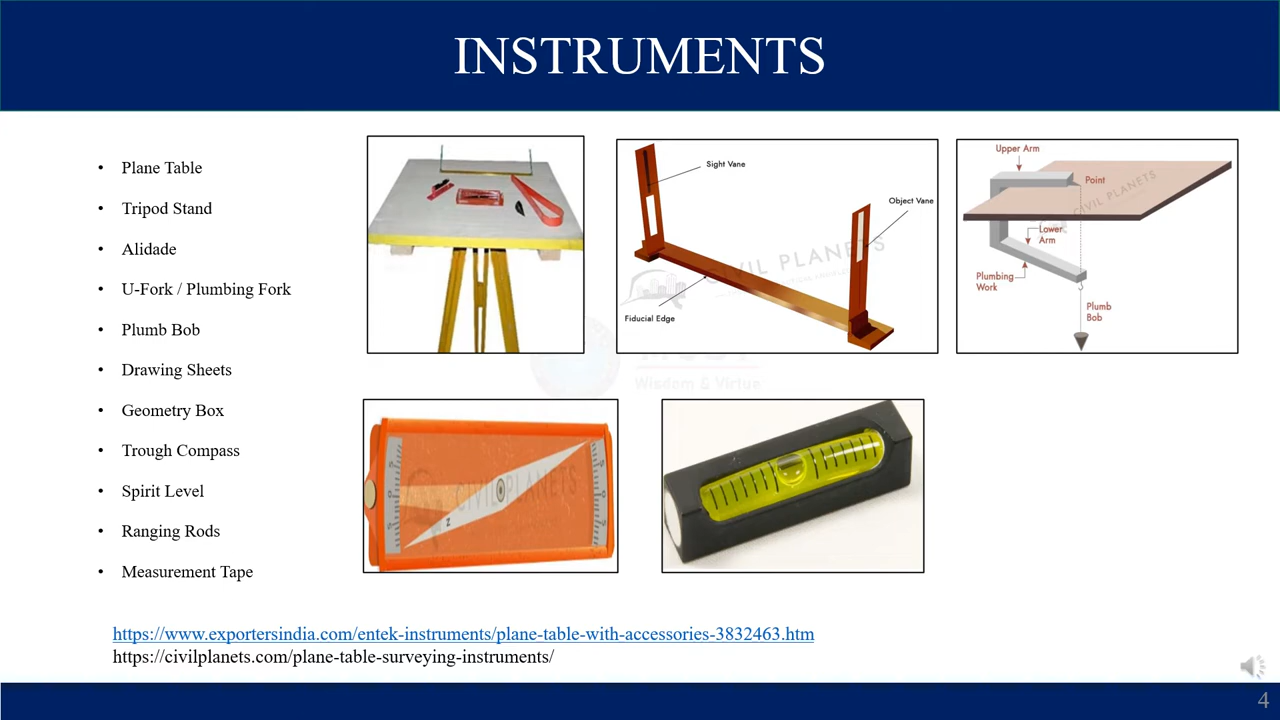 INSTRUMENTS
• Plane Table
• Tripod Stand
• Alidade
• U-Fork / Plumbing Fork
• Plumb Bob
• Drawing Sheets
• Geometry Box
• Trough Compass
• Spirit Level
• Ranging Rods
• Measurement Tape
Sight Vane
Object Vane
Fiducial Edge
CIVIL PLANETS
Upper Arm
Point
Lower
Arm
Plumbing
Work
Plumb
Bob
CIVIL PLANETS
Wisdom & Virtue
CIVIL PLANETS
N
https://www.exportersindia.com/entek-instruments/plane-table-with-accessories-3832463.htm
https://civilplanets.com/plane-table-surveying-instruments/
4